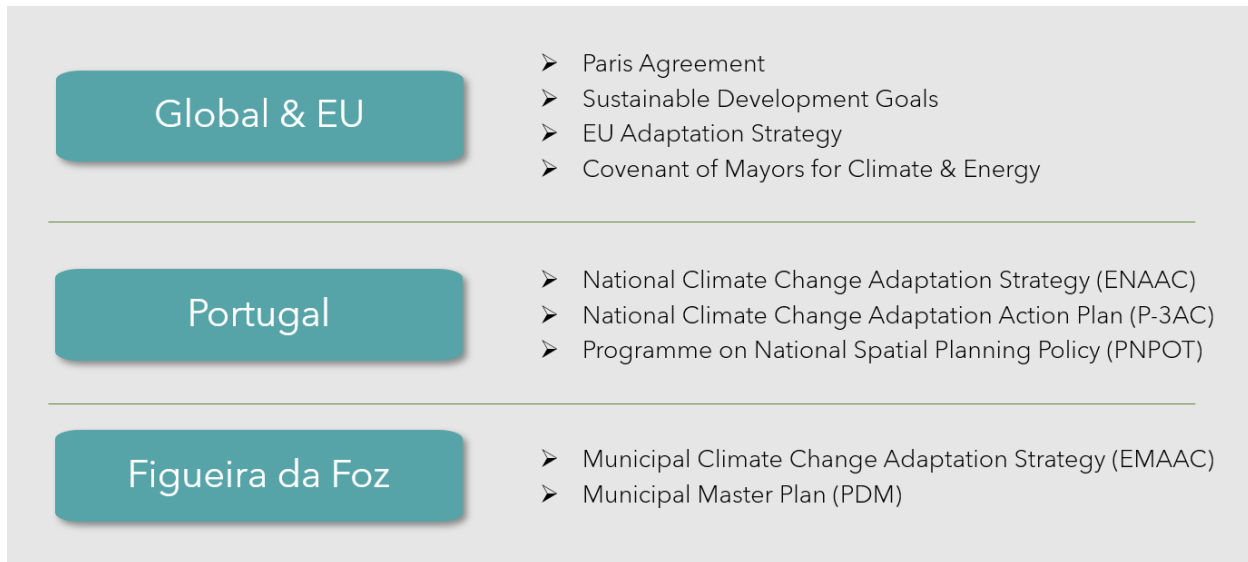 Global & EU
➢ Paris Agreement
➢ Sustainable Development Goals
➢ EU Adaptation Strategy
➢ Covenant of Mayors for Climate & Energy
Portugal
➢ National Climate Change Adaptation Strategy (ENAAC)
➢ National Climate Change Adaptation Action Plan (P-3AC)
➢ Programme on National Spatial Planning Policy (PNPOT)
Figueira da Foz
➢ Municipal Climate Change Adaptation Strategy (EMAAC)
➢ Municipal Master Plan (PDM)